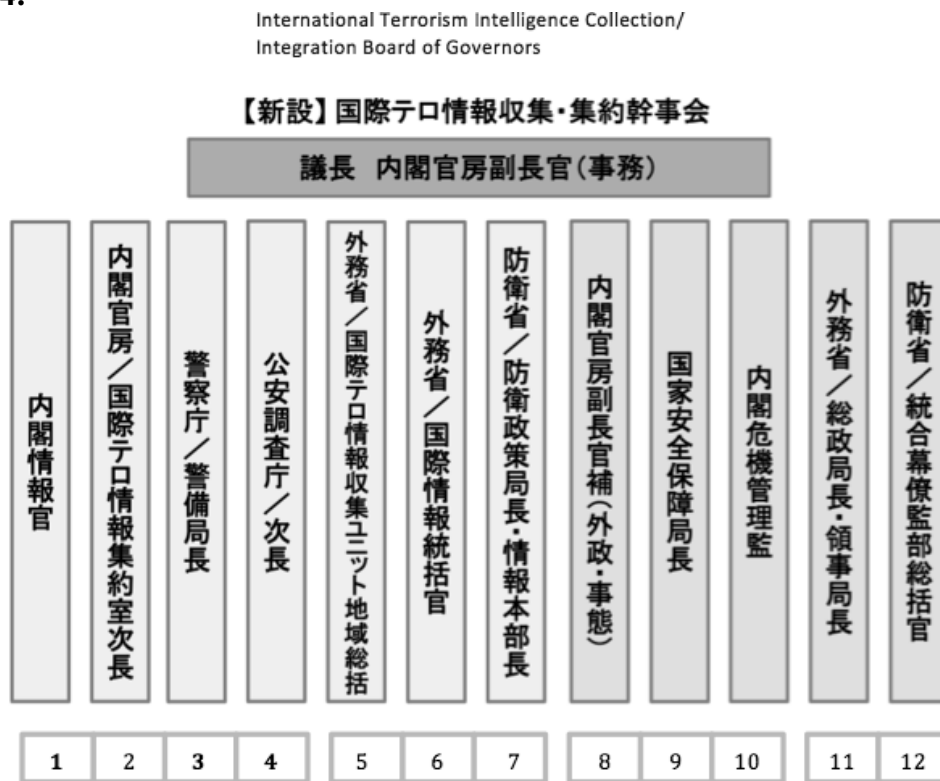 4.
International Terrorism Intelligence Collection/
Integration Board of Governors
【新設】国際テロ情報収集・集約幹事会
議長 内閣官房副長官(事務)
内閣情報官
内閣官房/国際テロ情報集約室次長
警察庁/警備局長
公安調査庁/次長
外務省/国際テロ情報収集ユニット地域総括
外務省/国際情報統括官
防衛省/防衛政策局長・情報本部長
内閣官房副長官補(外政・事態)
国家安全保障局長
内閣危機管理監
外務省/総政局長・領事局長
防衛省/統合幕僚監部総括官
1 2 3 4 5 6 7 8 9 10 11 12